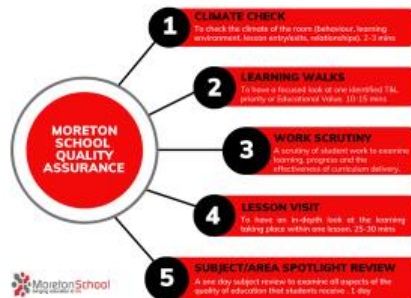 1
CLIMATE CHECK
To check the climate of the room (behaviour, learning
environment, lesson entry/exits, relationships). 2-3 mins
2
LEARNING WALKS
To have a focused look at one identified T&L
priority or Educational Value. 10-15 mins
MORETON
SCHOOL
QUALITY
ASSURANCE
3
WORK SCRUTINY
A scrutiny of student work to examine
learning, progress and the
effectiveness of curriculum delivery.
4
LESSON VISIT
To have an in-depth look at the learning
taking place within one lesson. 25-30 mins
5
SUBJECT/AREA SPOTLIGHT REVIEW
A one day subject review to examine all aspects of the
quality of education that students receive . 1 day
MoretonSchool
bringing education to life